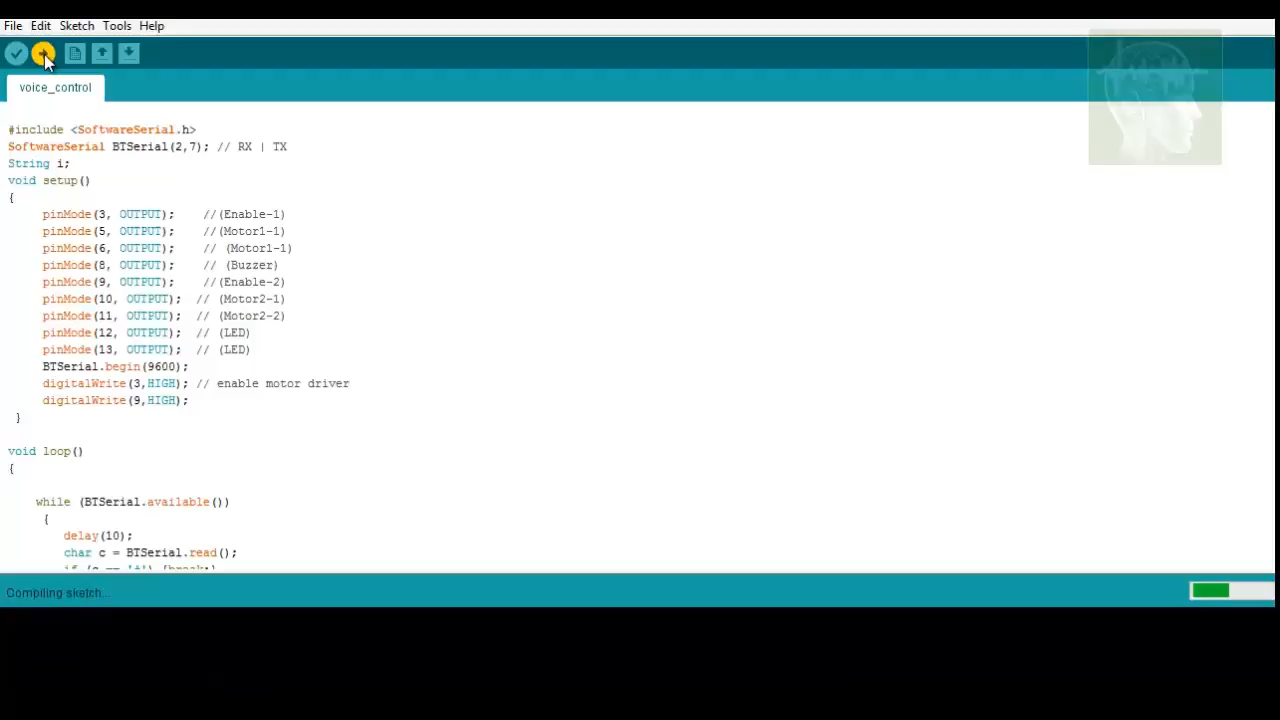 File Edit Sketch Tools Help
voice_control
#include <SoftwareSerial.h>
SoftwareSerial BTSerial(2,7); // RX | TX
String i;
void setup()
{
pinMode(3, OUTPUT); //(Enable-1)
pinMode(5, OUTPUT); //(Motor1-1)
pinMode(6, OUTPUT); // (Motor1-1)
pinMode(8, OUTPUT); // (Buzzer)
pinMode(9, OUTPUT); //(Enable-2)
pinMode(10, OUTPUT); // (Motor2-1)
pinMode(11, OUTPUT); // (Motor2-2)
pinMode(12, OUTPUT); // (LED)
pinMode(13, OUTPUT); // (LED)
BTSerial.begin(9600);
digitalWrite(3,HIGH); // enable motor driver
digitalWrite(9,HIGH);
}
void loop()
{
while (BTSerial.available())
{
delay(10);
char c = BTSerial.read();
Compiling sketch...